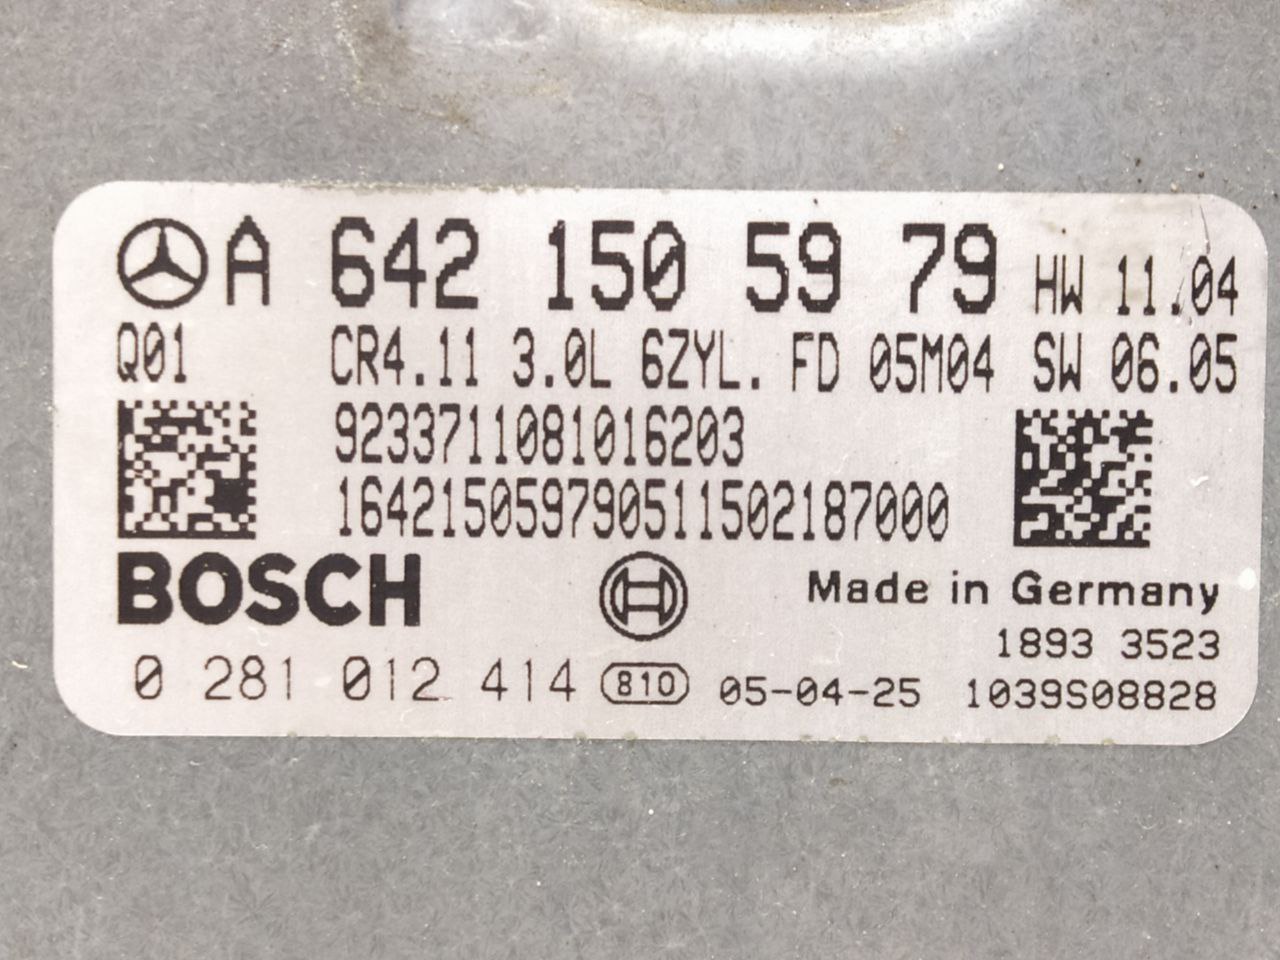 A 642 150 59 79 HW 11.04
Q01 CR4.11 3.0L 6ZYL. FD 05M04 SW 06.05
9233711081016203
164215059790511502187000
BOSCH Made in Germany
1893 3523
0 281 012 414 810 05-04-25 1039S08828